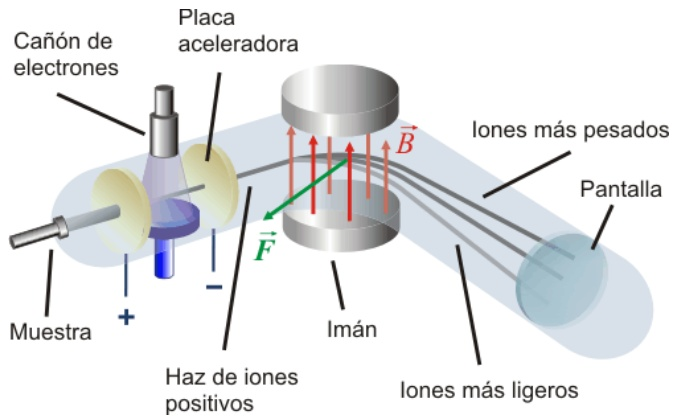 Placa
aceleradora
Cañón de
electrones
Iones más pesados
B
Pantalla
F
−
+
Muestra
Imán
Haz de iones
positivos
Iones más ligeros